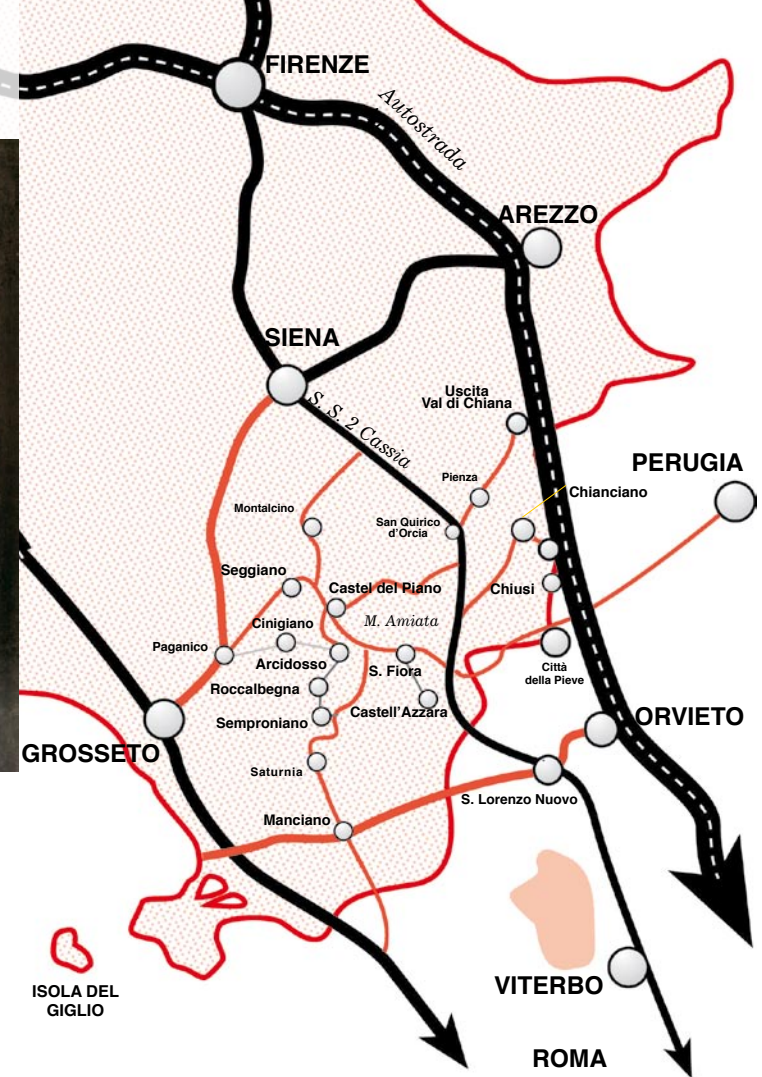 FIRENZE
Autostrada
AREZZO
SIENA
S. S. 2 Cassia
Uscita
Val di Chiana
PERUGIA
Pienza
Chianciano
Montalcino
San Quirico
d'Orcia
Seggiano
Castel del Piano
Chiusi
Cinigiano
M. Amiata
Paganico
Arcidosso
S. Fiora
Città
della Pieve
Roccalbegna
Semproniano
Castell'Azzara
ORVIETO
GROSSETO
Saturnia
S. Lorenzo Nuovo
Manciano
VITERBO
ISOLA DEL
GIGLIO
ROMA